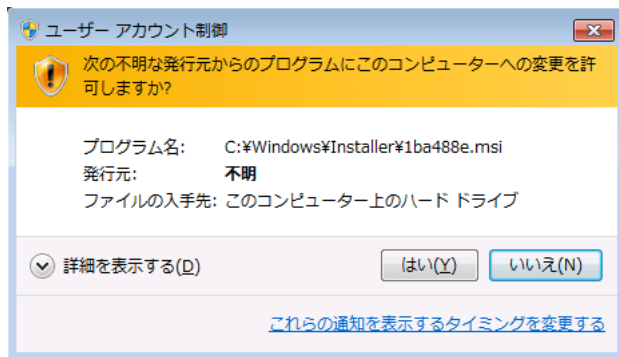 ユーザー アカウント制御
次の不明な発行元からのプログラムにこのコンピューターへの変更を許
可しますか?
プログラム名: C:¥Windows¥Installer¥1ba488e.msi
発行元: 不明
ファイルの入手先: このコンピューター上のハード ドライブ
詳細を表示する(D) はい(Y) いいえ(N)
これらの通知を表示するタイミングを変更する